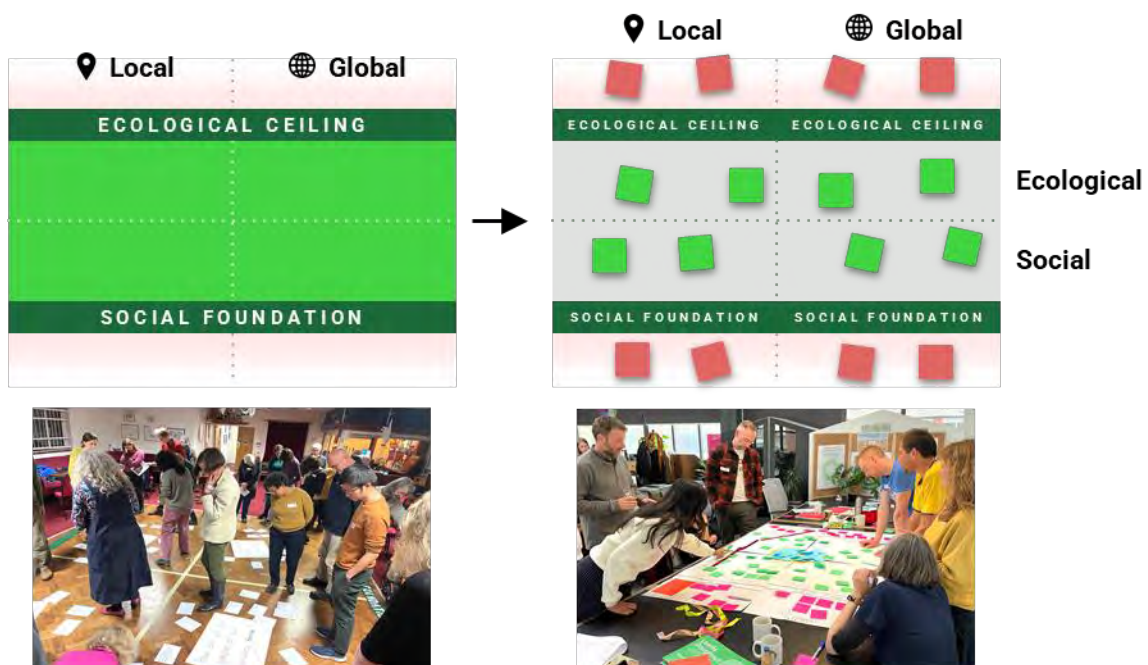 Local Global
ECOLOGICAL CEILING
SOCIAL FOUNDATION
Local Global
ECOLOGICAL CEILING ECOLOGICAL CEILING
Ecological
Social
SOCIAL FOUNDATION SOCIAL FOUNDATION